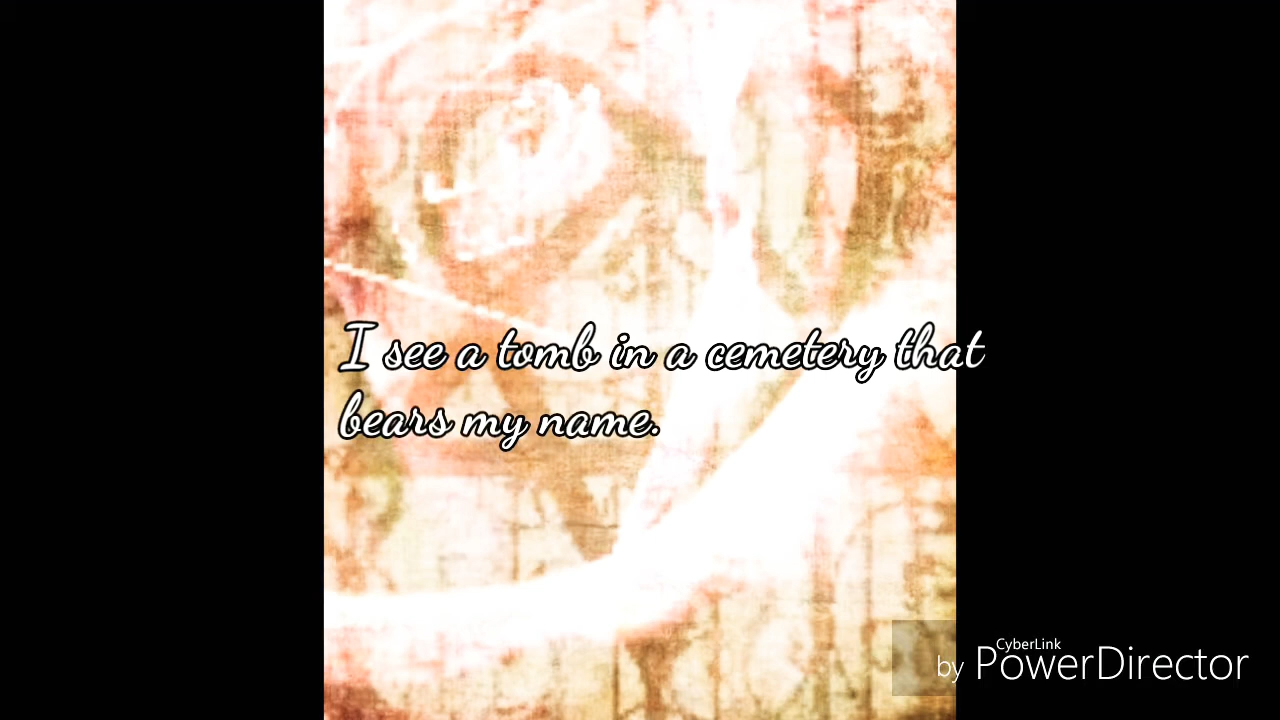 I see a tomb in a cemetery that
bears my name.
CyberLink
by PowerDirector